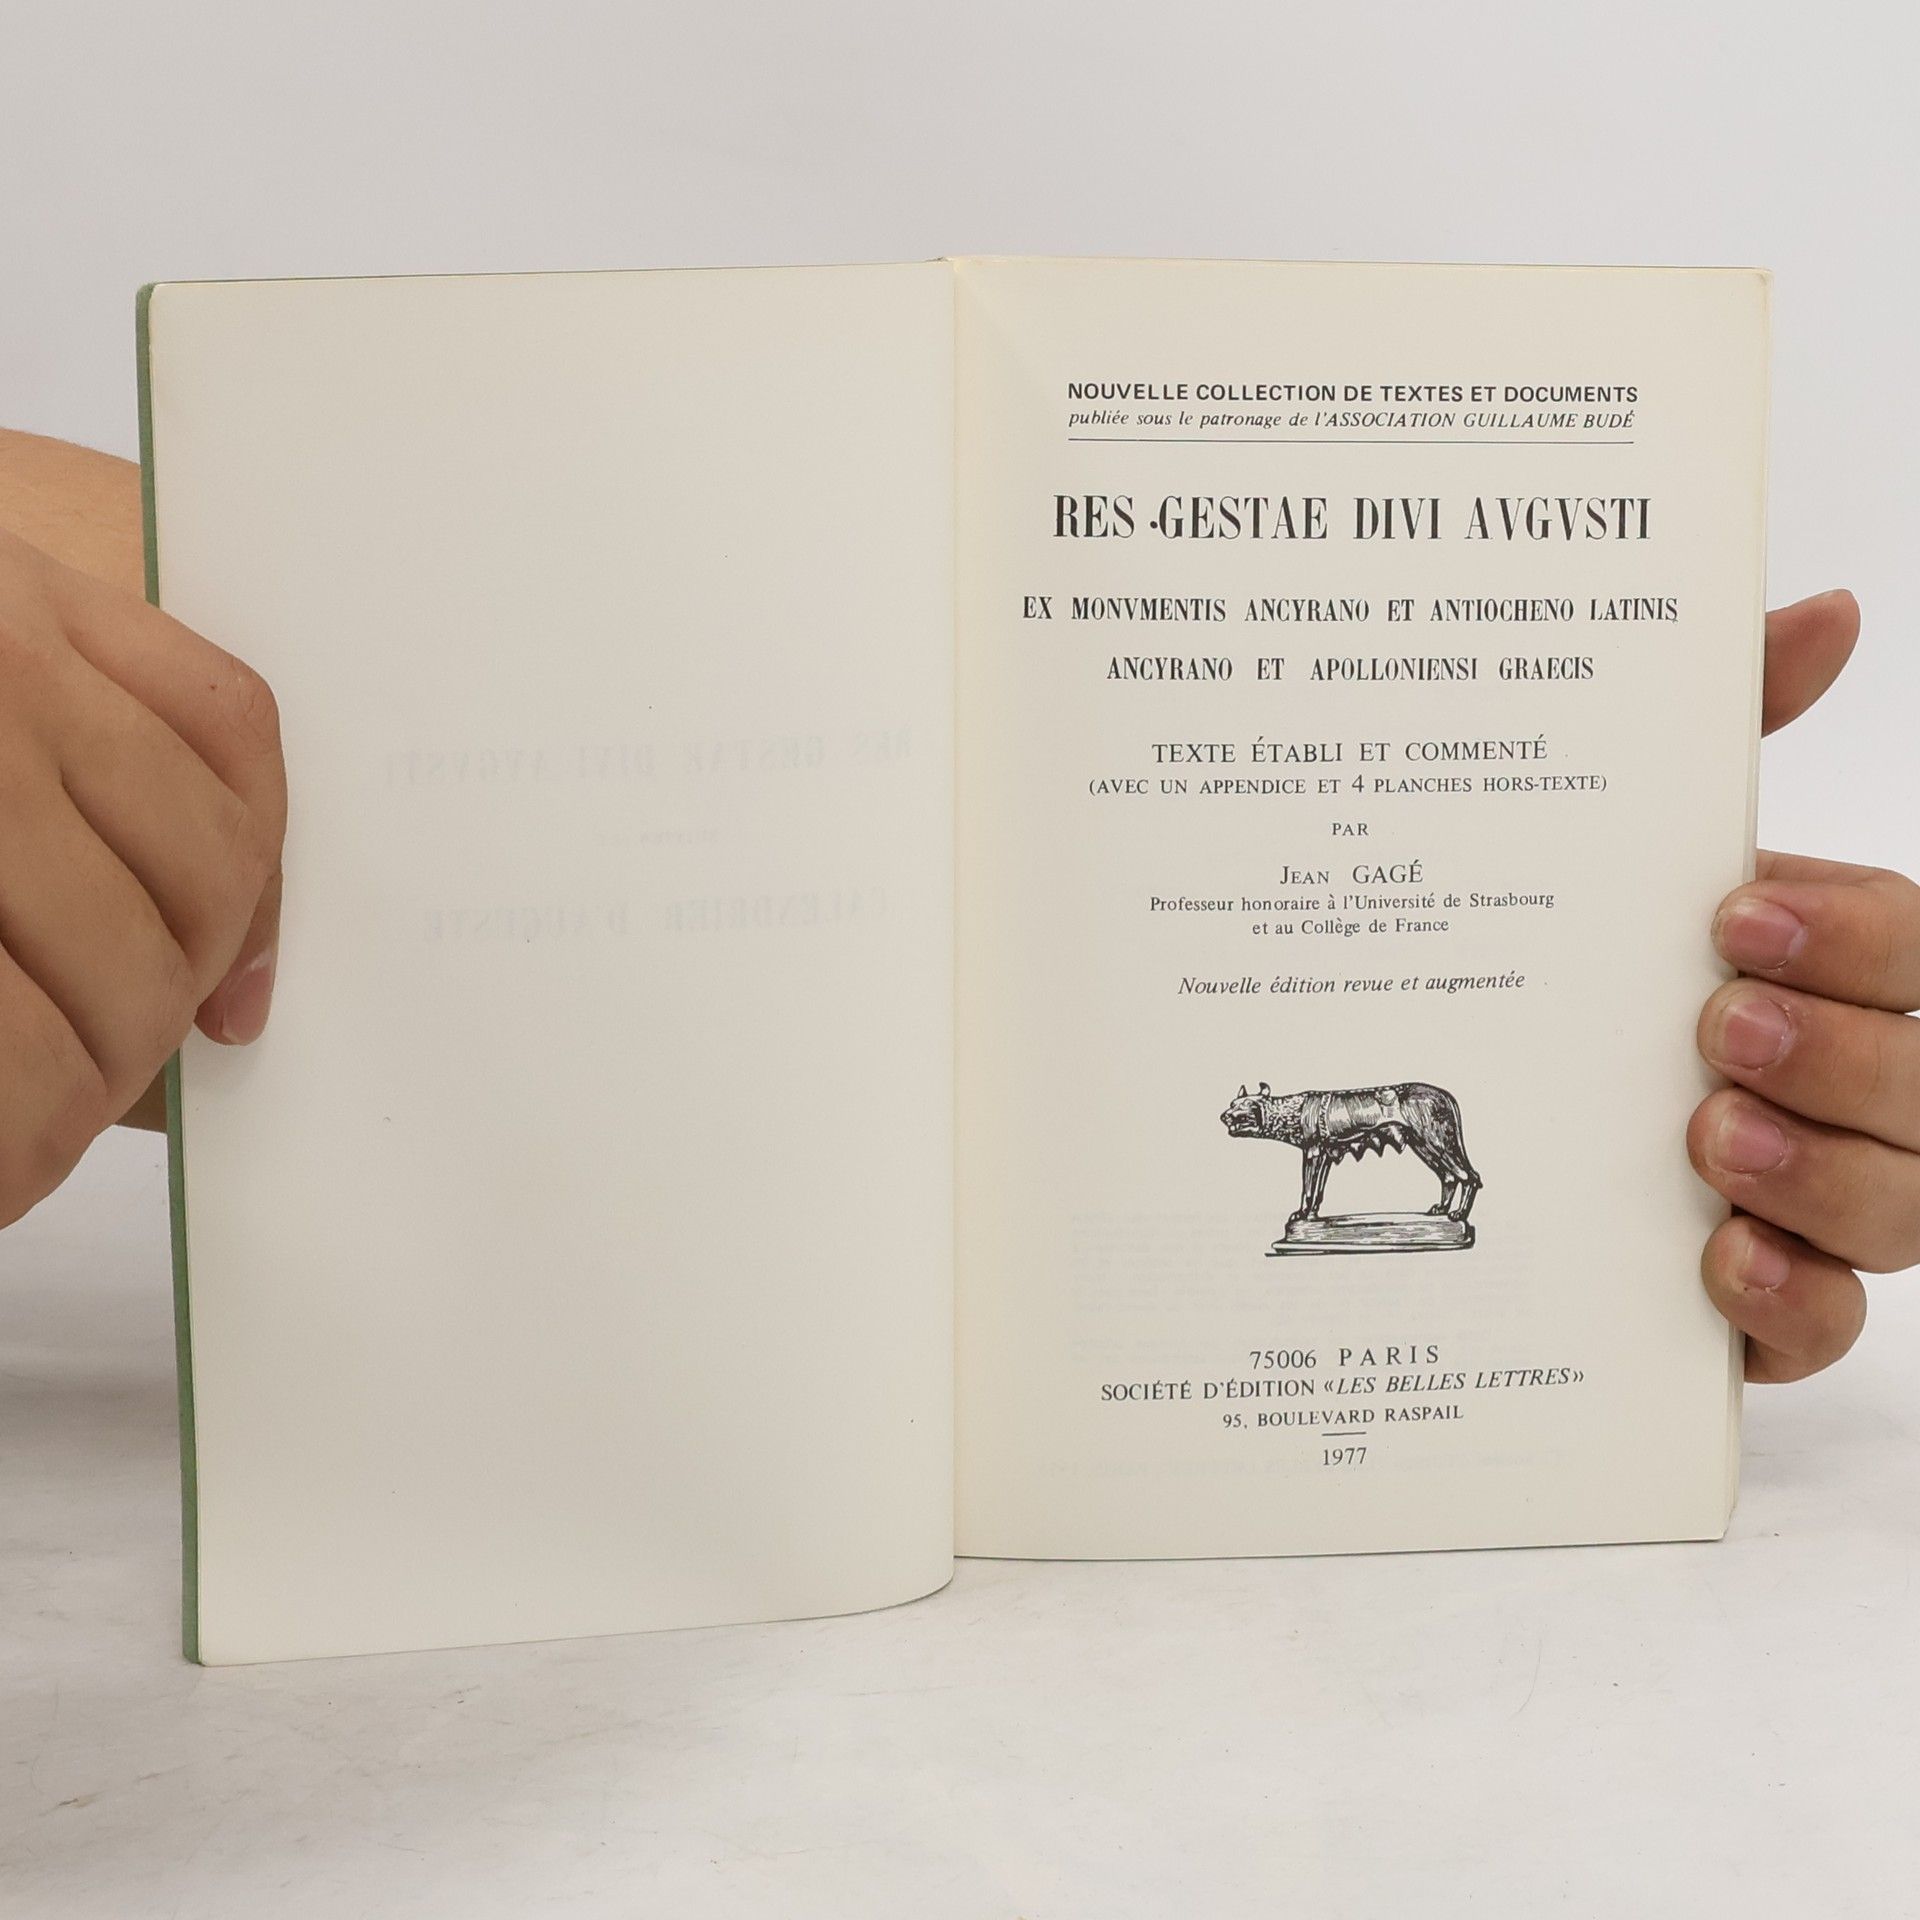 NOUVELLE COLLECTION DE TEXTES ET DOCUMENTS
publiée sous le patronage de l'ASSOCIATION GUILLAUME BUDÉ
RES GESTAE DIVI AVGVSTI
EX MONVMENTIS ANCYRANO ET ANTIOCHENO LATINIS
ANCYRANO ET APOLLONIENSI GRAECIS
TEXTE ÉTABLI ET COMMENTÉ
(AVEC UN APPENDICE ET 4 PLANCHES HORS-TEXTE)
PAR
JEAN GAGÉ
Professeur honoraire à l'Université de Strasbourg
et au Collège de France
Nouvelle édition revue et augmentée
75006 PARIS
SOCIÉTÉ D'ÉDITION «LES BELLES LETTRES»
95, BOULEVARD RASPAIL
1977